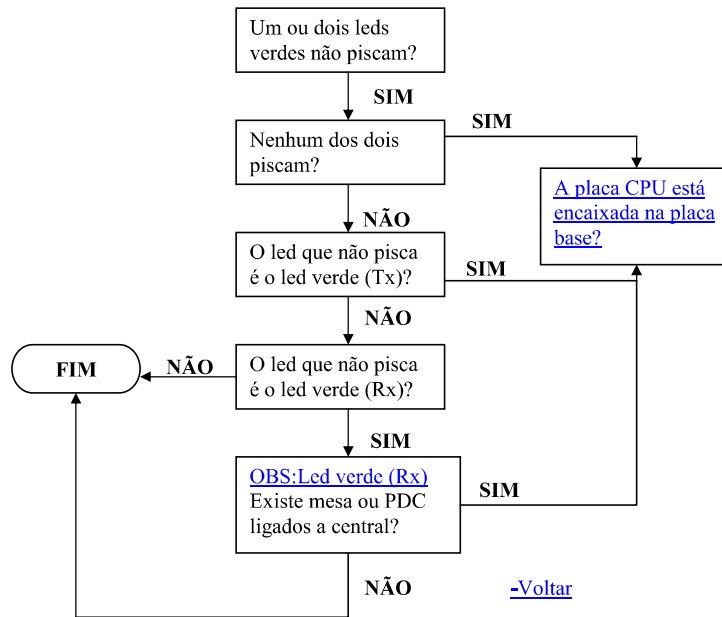 Um ou dois leds
verdes não piscam?
SIM
Nenhum dos dois
piscam?
SIM
A placa CPU está
encaixada na placa
base?
NÃO
O led que não pisca
é o led verde (Tx)?
SIM
NÃO
O led que não pisca
é o led verde (Rx)?
NÃO
FIM
SIM
OBS:Led verde (Rx)
Existe mesa ou PDC
ligados a central?
SIM
NÃO
-Voltar